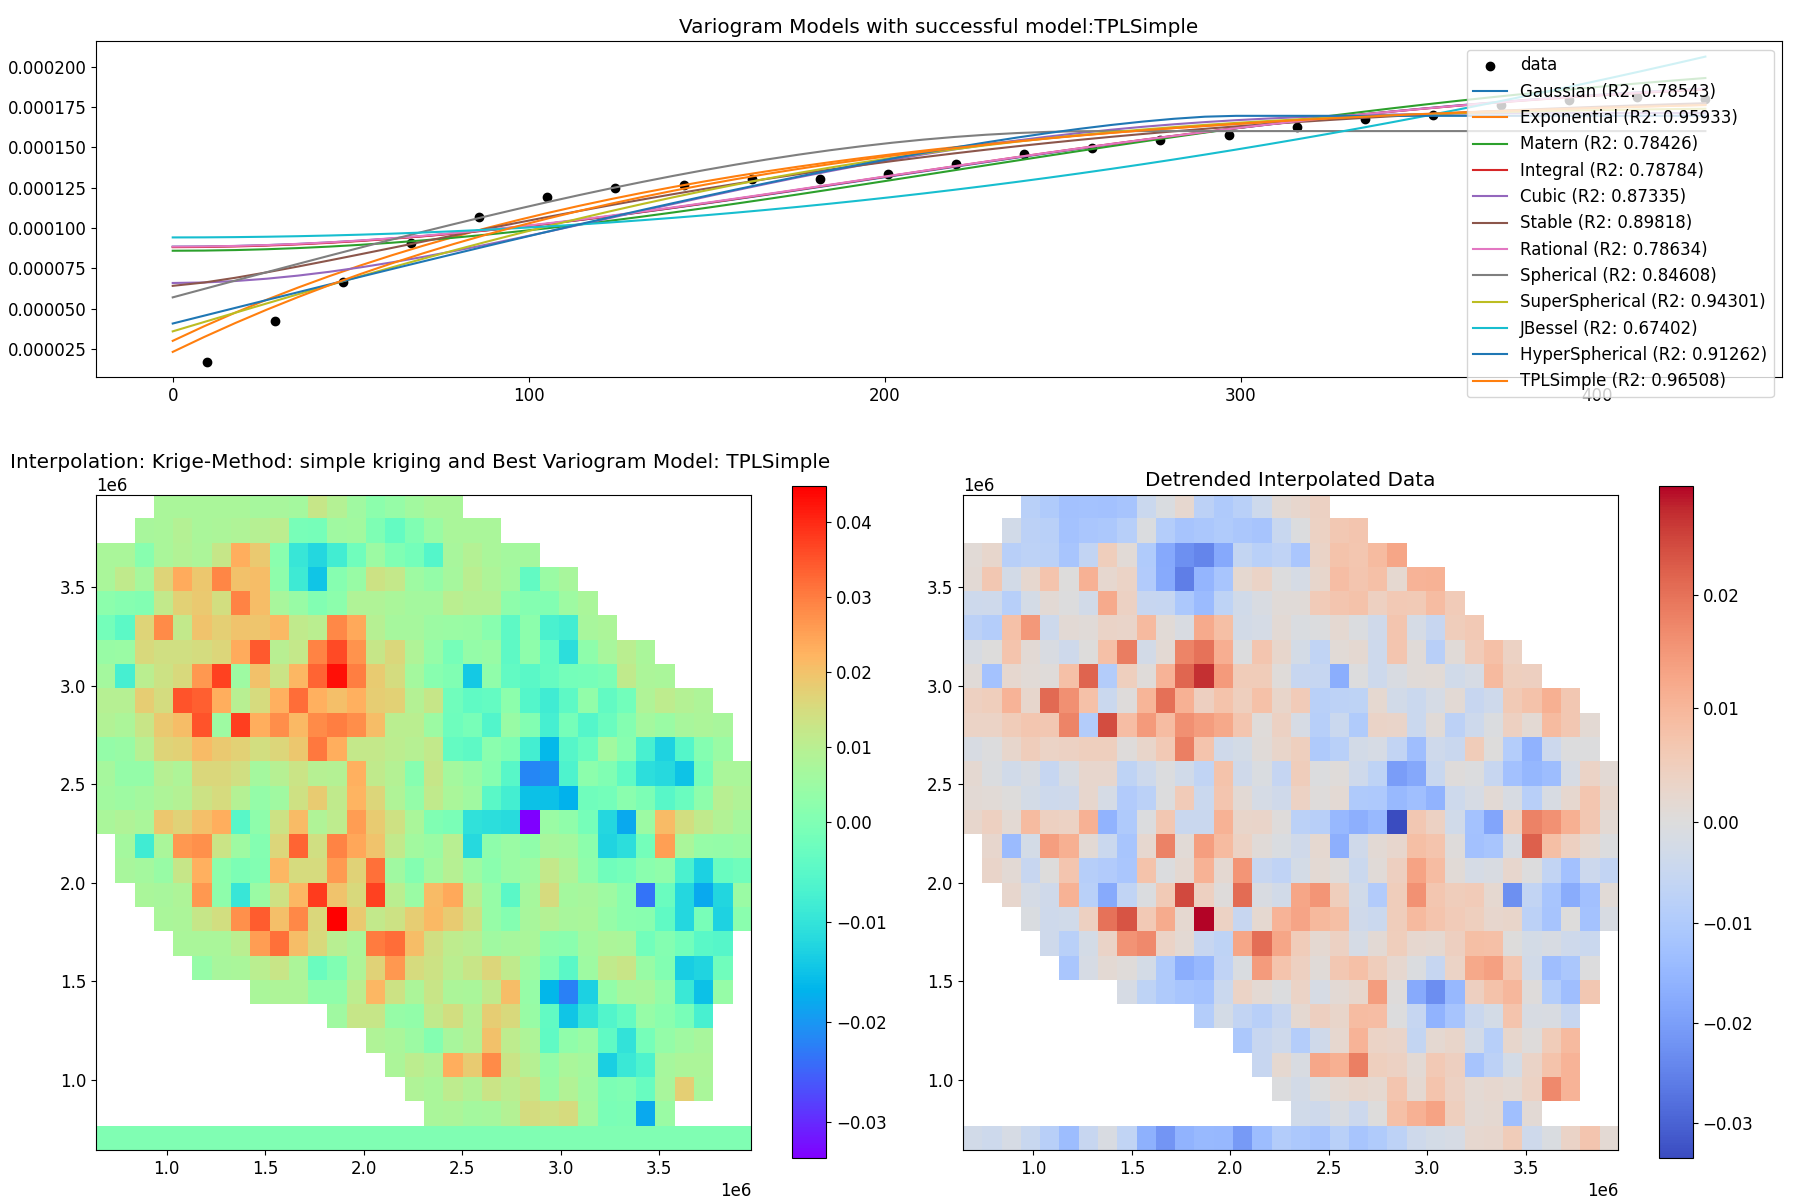 Variogram Models with successful model:TPLSimple
0.000200
0.000175
0.000150
0.000125
0.000100
0.000075
0.000050
0.000025
0
100
200
300
400
data
Gaussian (R2: 0.78543)
Exponential (R2: 0.95933)
Matern (R2: 0.78426)
Integral (R2: 0.78784)
Cubic (R2: 0.87335)
Stable (R2: 0.89818)
Rational (R2: 0.78634)
Spherical (R2: 0.84608)
SuperSpherical (R2: 0.94301)
JBessel (R2: 0.67402)
HyperSpherical (R2: 0.91262)
TPLSimple (R2: 0.96508)
Interpolation: Krige-Method: simple kriging and Best Variogram Model: TPLSimple
1e6
3.5
3.0
2.5
2.0
1.5
1.0
1.0
1.5
2.0
2.5
3.0
3.5
1e6
0.04
0.03
0.02
0.01
0.00
−0.01
−0.02
−0.03
Detrended Interpolated Data
1e6
3.5
3.0
2.5
2.0
1.5
1.0
1.0
1.5
2.0
2.5
3.0
3.5
1e6
0.02
0.01
0.00
−0.01
−0.02
−0.03